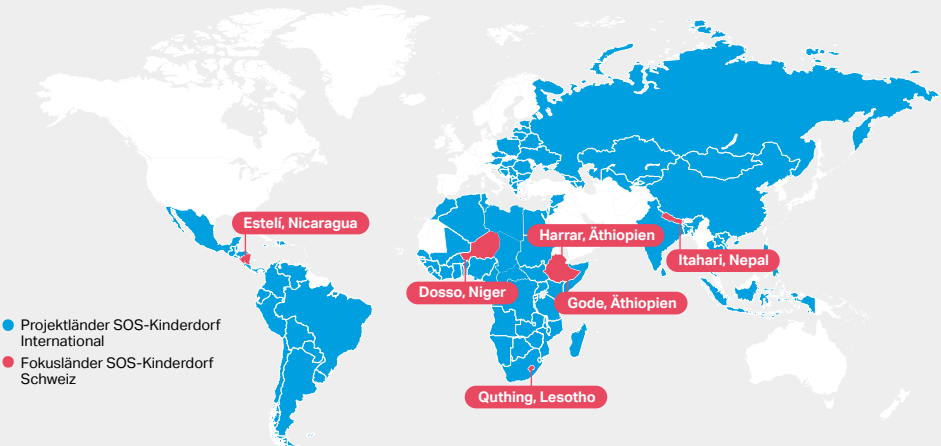 Estelí, Nicaragua
Harrar, Äthiopien
Itahari, Nepal
Dosso, Niger
Gode, Äthiopien
Projektländer SOS-Kinderdorf
International
Fokusländer SOS-Kinderdorf
Schweiz
Quthing, Lesotho